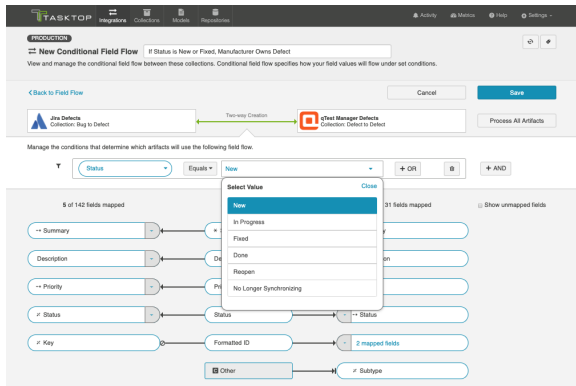 TASKTOP
Integrations
Collections
Models
Repositories
Activity
Metrics
Help
Settings
PRODUCTION
New Conditional Field Flow
If Status is New or Fixed, Manufacturer Owns Defect
View and manage the conditional field flow between these collections. Conditional field flow specifies how your field values will flow under set conditions.
Back to Field Flow
Cancel
Save
Jira Defects
Collection: Bug to Defect
Two-way Creation
qTest Manager Defects
Collection: Defect to Defect
Process All Artifacts
Manage the conditions that determine which artifacts will use the following field flow.
Status
Equals
New
+ OR
+ AND
Select Value
Close
New
In Progress
Fixed
Done
Reopen
No Longer Synchronizing
5 of 142 fields mapped
31 fields mapped
Show unmapped fields
Summary
y
Description
De
on
Priority
Pri
Status
Status
Status
Key
Formatted ID
2 mapped fields
Other
Subtype